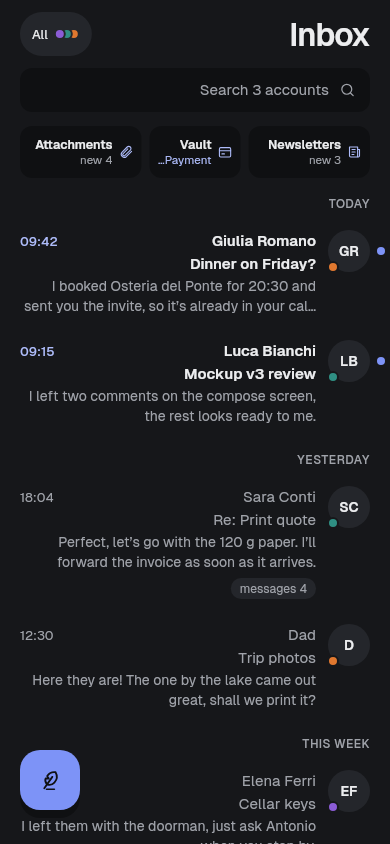 All
Inbox
Search 3 accounts
Attachments
new 4
Vault
...Payment
Newsletters
new 3
TODAY
09:42
Giulia Romano
Dinner on Friday?
GR
I booked Osteria del Ponte for 20:30 and
sent you the invite, so it's already in your cal...
09:15
Luca Bianchi
Mockup v3 review
LB
I left two comments on the compose screen,
the rest looks ready to me.
YESTERDAY
18:04
Sara Conti
Re: Print quote
SC
Perfect, let's go with the 120 g paper. I'll
forward the invoice as soon as it arrives.
messages 4
12:30
Dad
Trip photos
D
Here they are! The one by the lake came out
great, shall we print it?
THIS WEEK
Elena Ferri
Cellar keys
EF
I left them with the doorman, just ask Antonio
when you stop by.